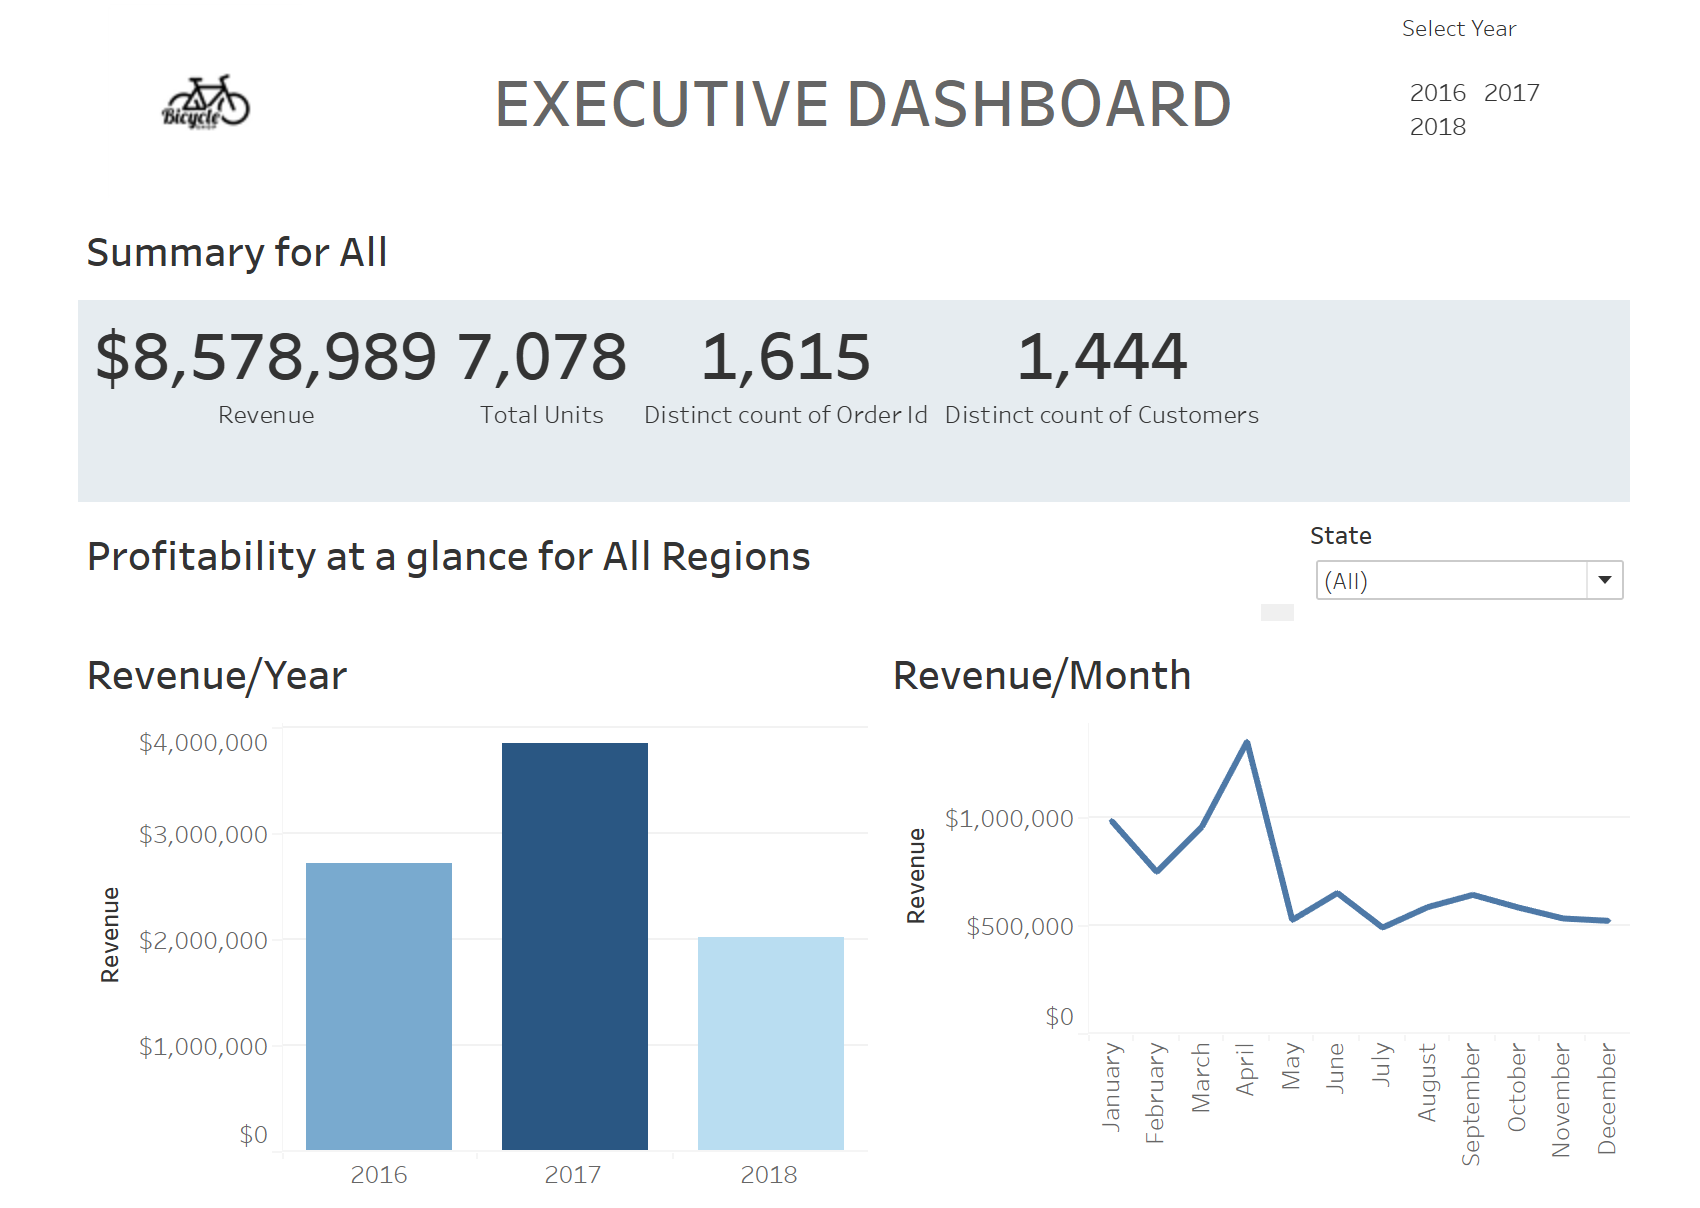 Select Year
Bicycle
EXECUTIVE DASHBOARD
2016 2017
2018
Summary for All
$8,578,989 7,078 1,615 1,444
Revenue Total Units Distinct count of Order Id Distinct count of Customers
Profitability at a glance for All Regions
State
(All)
Revenue/Year
Revenue
$4,000,000
$3,000,000
$2,000,000
$1,000,000
$0
2016 2017 2018
Revenue/Month
Revenue
$1,000,000
$500,000
$0
January
February
March
April
May
June
July
August
September
October
November
December